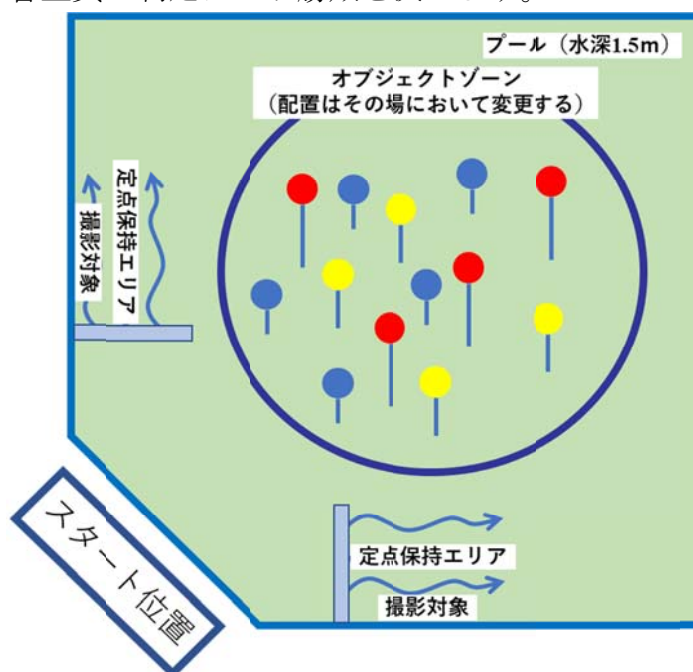 プール（水深1.5m）
オブジェクトゾーン
（配置はその場において変更する）
定点保持エリア
撮影対象
定点保持エリア
撮影対象
スタート位置